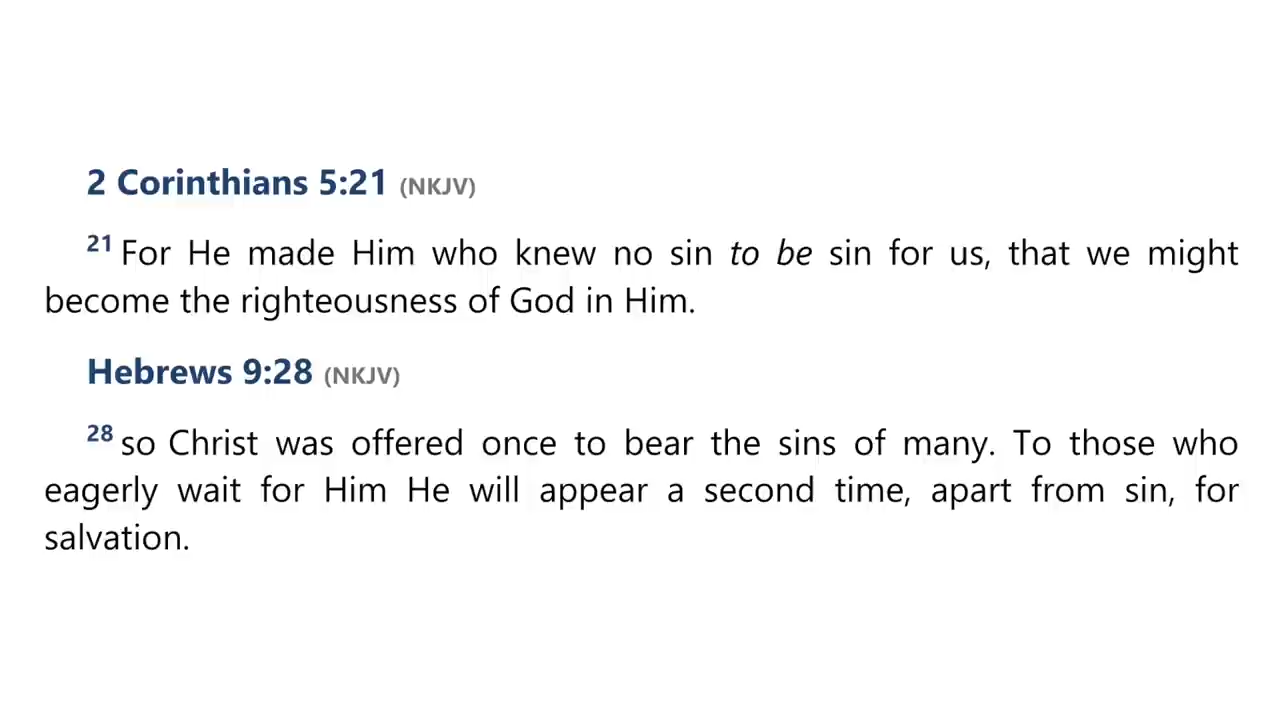 2 Corinthians 5:21 (NKJV)
21 For He made Him who knew no sin to be sin for us, that we might
become the righteousness of God in Him.
Hebrews 9:28 (NKJV)
28 so Christ was offered once to bear the sins of many. To those who
eagerly wait for Him He will appear a second time, apart from sin, for
salvation.